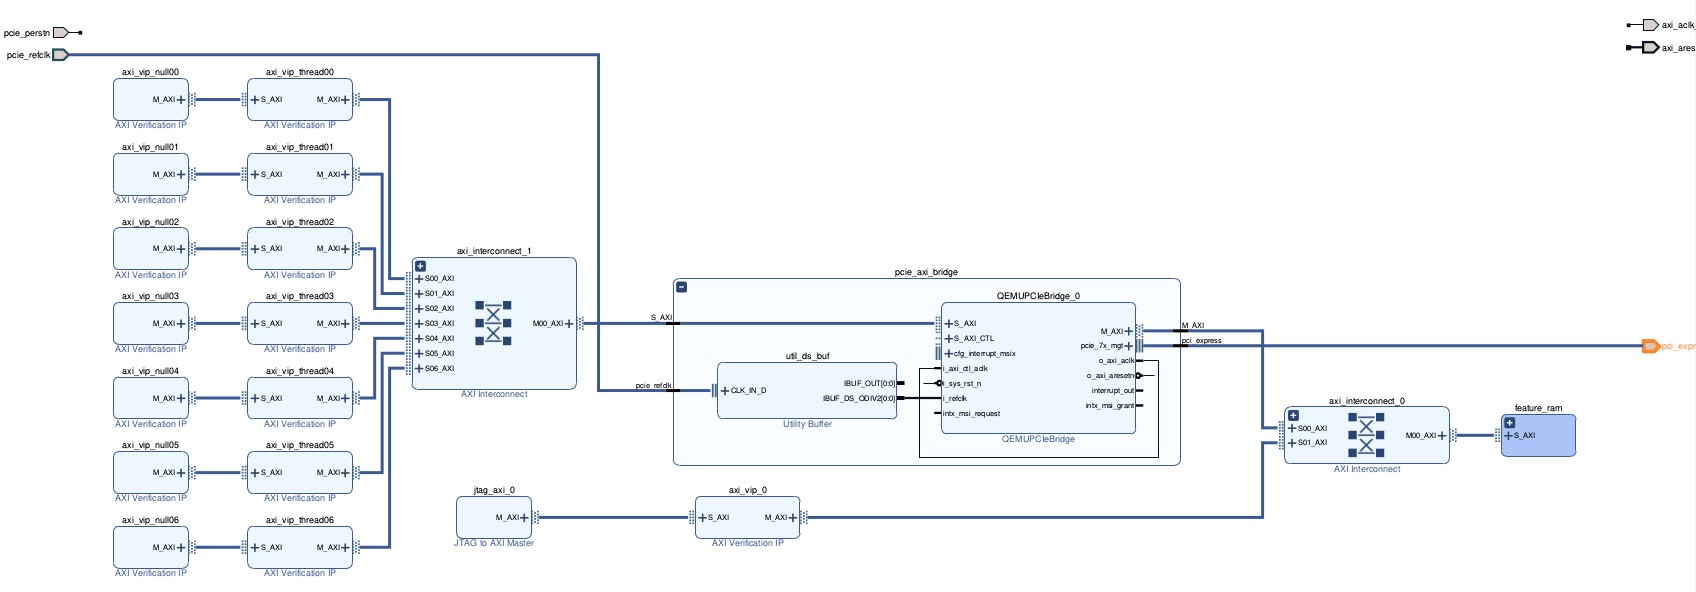 pcie_perstn
pcie_refclk
axi_aclk
axi_ares
axi_vip_null00
M_AXI
AXI Verification IP
axi_vip_thread00
S_AXI
M_AXI
AXI Verification IP
axi_vip_null01
M_AXI
AXI Verification IP
axi_vip_thread01
S_AXI
M_AXI
AXI Verification IP
axi_vip_null02
M_AXI
AXI Verification IP
axi_vip_thread02
S_AXI
M_AXI
AXI Verification IP
axi_vip_null03
M_AXI
AXI Verification IP
axi_vip_thread03
S_AXI
M_AXI
AXI Verification IP
axi_vip_null04
M_AXI
AXI Verification IP
axi_vip_thread04
S_AXI
M_AXI
AXI Verification IP
axi_vip_null05
M_AXI
AXI Verification IP
axi_vip_thread05
S_AXI
M_AXI
AXI Verification IP
axi_vip_null06
M_AXI
AXI Verification IP
axi_vip_thread06
S_AXI
M_AXI
AXI Verification IP
axi_interconnect_1
S00_AXI
S01_AXI
S02_AXI
S03_AXI
S04_AXI
S05_AXI
S06_AXI
M00_AXI
AXI Interconnect
pcie_axi_bridge
S_AXI
pcie_refclk
util_ds_buf
CLK_IN_D
IBUF_OUT[0:0]
IBUF_DS_ODIV2[0:0]
Utility Buffer
QEMUPCIeBridge_0
S_AXI
S_AXI_CTL
cfg_interrupt_msix
i_axi_ctl_aclk
i_sys_rst_n
i_refclk
intx_msi_request
M_AXI
pcie_7x_mgt
o_axi_aclk
o_axi_aresetn
interrupt_out
intx_msi_grant
QEMUPCIeBridge
M_AXI
pci_express
pci_expr
jtag_axi_0
M_AXI
JTAG to AXI Master
axi_vip_0
S_AXI
M_AXI
AXI Verification IP
axi_interconnect_0
S00_AXI
S01_AXI
M00_AXI
AXI Interconnect
feature_ram
S_AXI